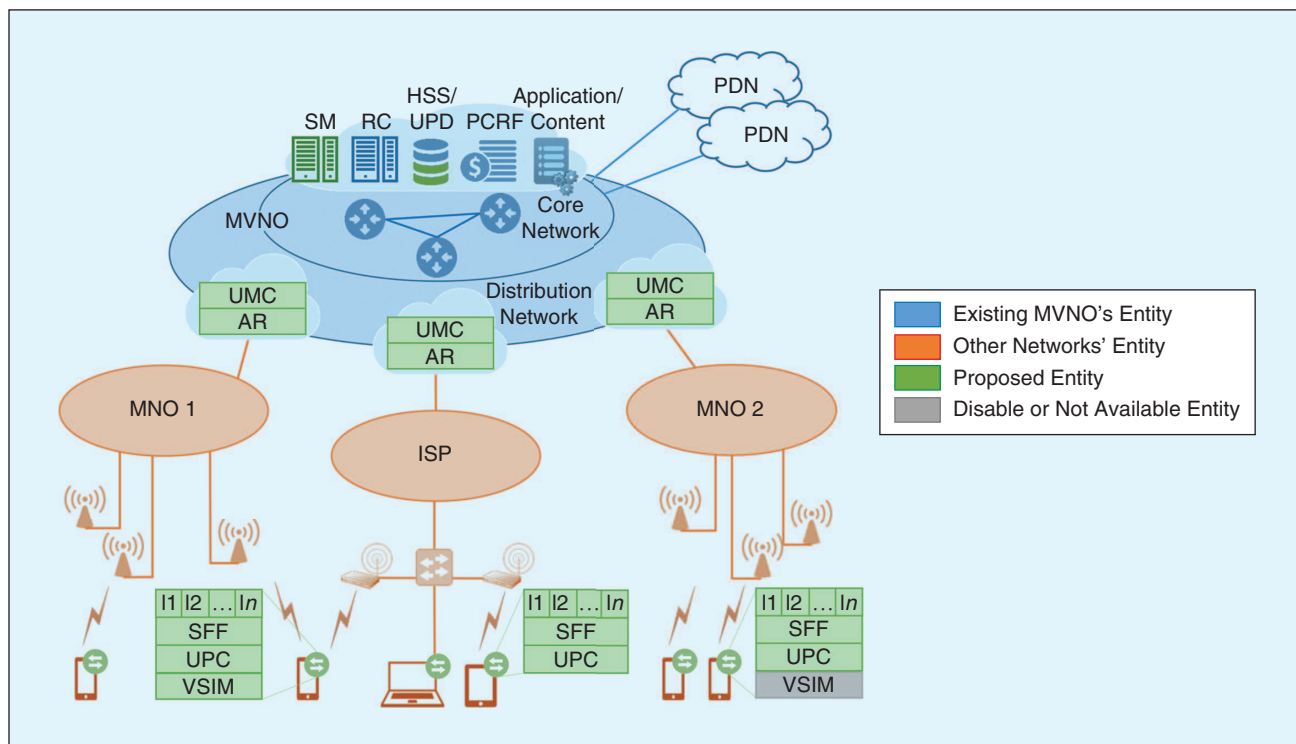 PDN
PDN
HSS/
UPD
Application/
Content
SM
RC
PCRF
MVNO
Core
Network
Distribution
Network
UMC
AR
UMC
AR
UMC
AR
Existing MVNO's Entity
Other Networks' Entity
Proposed Entity
Disable or Not Available Entity
MNO 1
ISP
MNO 2
I1 I2 … In
SFF
UPC
VSIM
I1 I2 … In
SFF
UPC
I1 I2 … In
SFF
UPC
VSIM
$